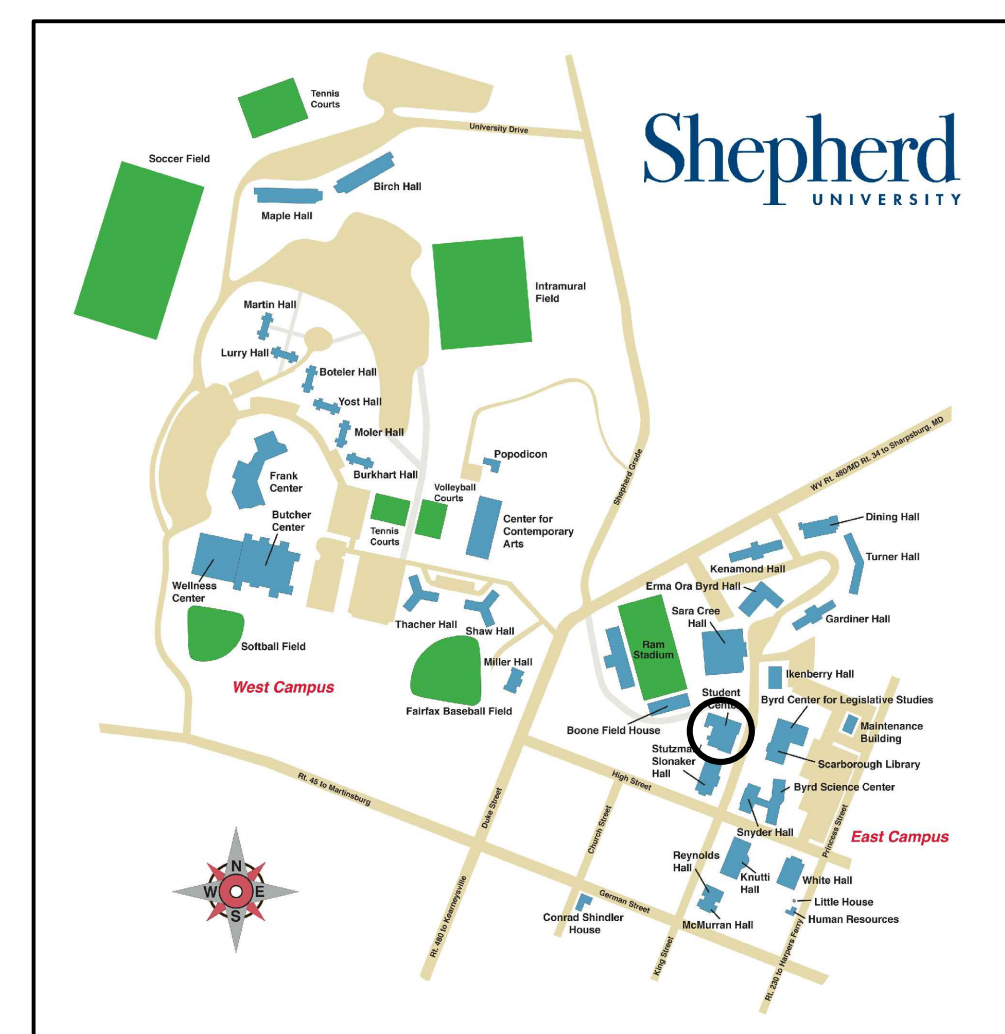 Shepherd
UNIVERSITY
Tennis
Courts
University Drive
Soccer Field
Birch Hall
Maple Hall
Intramural
Field
Martin Hall
Lurry Hall
Boteler Hall
Yost Hall
Moler Hall
Burkhart Hall
Frank
Center
Butcher
Center
Wellness
Center
Softball Field
West Campus
Tennis
Courts
Volleyball
Courts
Popodicon
Center for
Contemporary
Arts
Shepherd Grade
Thacher Hall
Shaw Hall
Miller Hall
Fairfax Baseball Field
WV Rt. 480/MD Rt. 34 to Sharpsburg, MD
Dining Hall
Turner Hall
Kenamond Hall
Erma Ora Byrd Hall
Sara Cree
Hall
Gardiner Hall
Ram
Stadium
Ikenberry Hall
Student
Center
Byrd Center for Legislative Studies
Boone Field House
Maintenance
Building
Stutzman
Slonaker
Hall
Scarborough Library
Byrd Science Center
Snyder Hall
East Campus
High Street
Church Street
Duke Street
Princess Street
Rt. 45 to Martinsburg
Reynolds
Hall
Knutti
Hall
White Hall
Little House
Human Resources
McMurran Hall
German Street
Conrad Shindler
House
King Street
Rt. 480 to Kearneysville
Rt. 230 to Harpers Ferry
N
W
E
S